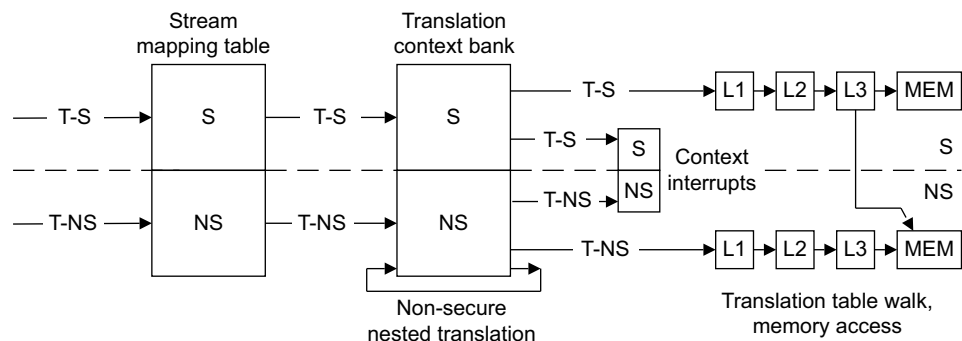 Stream
mapping table
Translation
context bank
T-S
S
T-S
S
T-S
L1
L2
L3
MEM
T-S
S
Context
interrupts
S
NS
NS
T-NS
NS
T-NS
NS
T-NS
T-NS
L1
L2
L3
MEM
Non-secure
nested translation
Translation table walk,
memory access